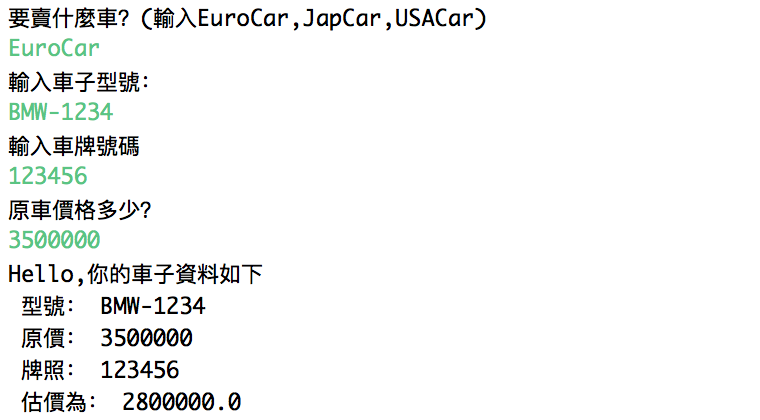 要賣什麼車? (輸入EuroCar,JapCar,USACar)
EuroCar
輸入車子型號:
BMW-1234
輸入車牌號碼
123456
原車價格多少?
3500000
Hello,你的車子資料如下
型號: BMW-1234
原價: 3500000
牌照: 123456
估價為: 2800000.0